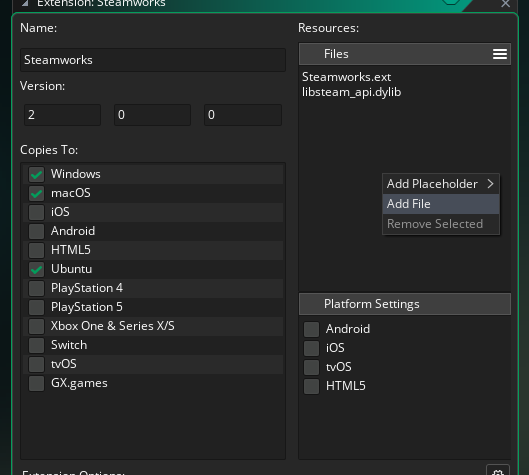 Extension: Steamworks
Name:
Steamworks
Version:
2 0 0
Copies To:
Windows
macOS
iOS
Android
HTML5
Ubuntu
PlayStation 4
PlayStation 5
Xbox One & Series X/S
Switch
tvOS
GX.games
Extension Options:
Resources:
Files
Steamworks.ext
libsteam_api.dylib
Add Placeholder
Add File
Remove Selected
Platform Settings
Android
iOS
tvOS
HTML5